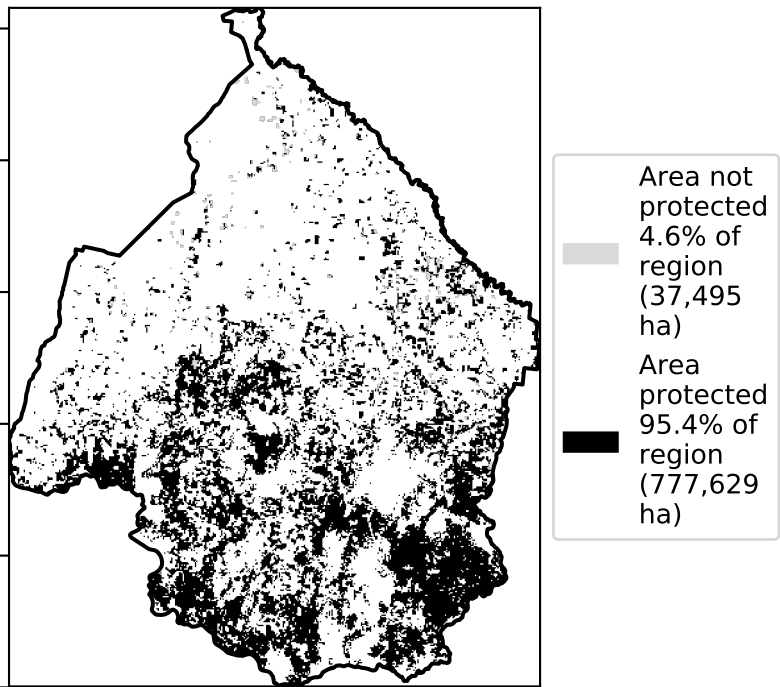 Area not
protected
4.6% of
region
(37,495
ha)
Area
protected
95.4% of
region
(777,629
ha)